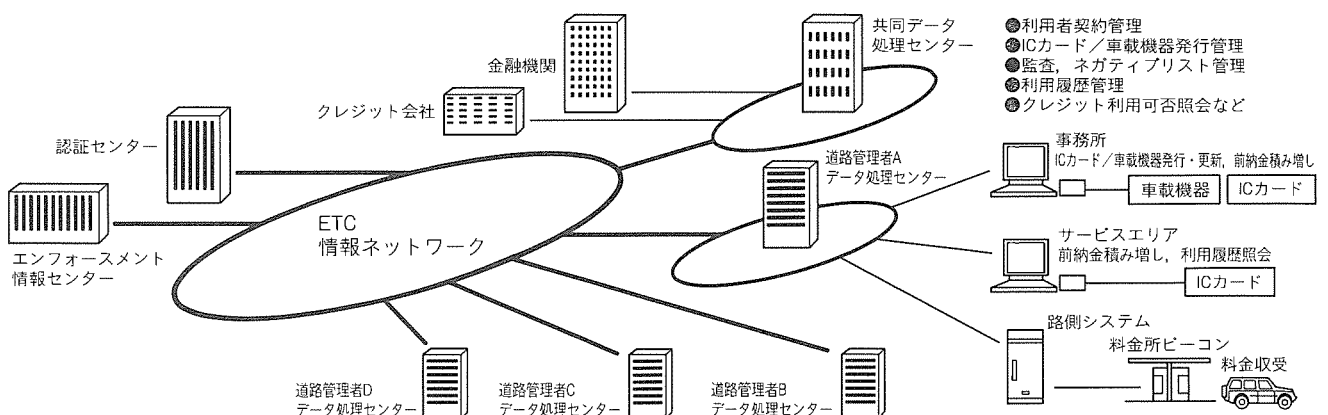 共同データ
処理センター
●利用者契約管理
●ICカード／車載機器発行管理
●監査，ネガティブリスト管理
●利用履歴管理
●クレジット利用可否照会など
金融機関
クレジット会社
認証センター
エンフォースメント
情報センター
ETC
情報ネットワーク
道路管理者A
データ処理センター
事務所
ICカード／車載機器発行・更新，前納金積み増し
車載機器
ICカード
サービスエリア
前納金積み増し，利用履歴照会
ICカード
路側システム
料金所ビーコン
料金収受
道路管理者D
データ処理センター
道路管理者C
データ処理センター
道路管理者B
データ処理センター